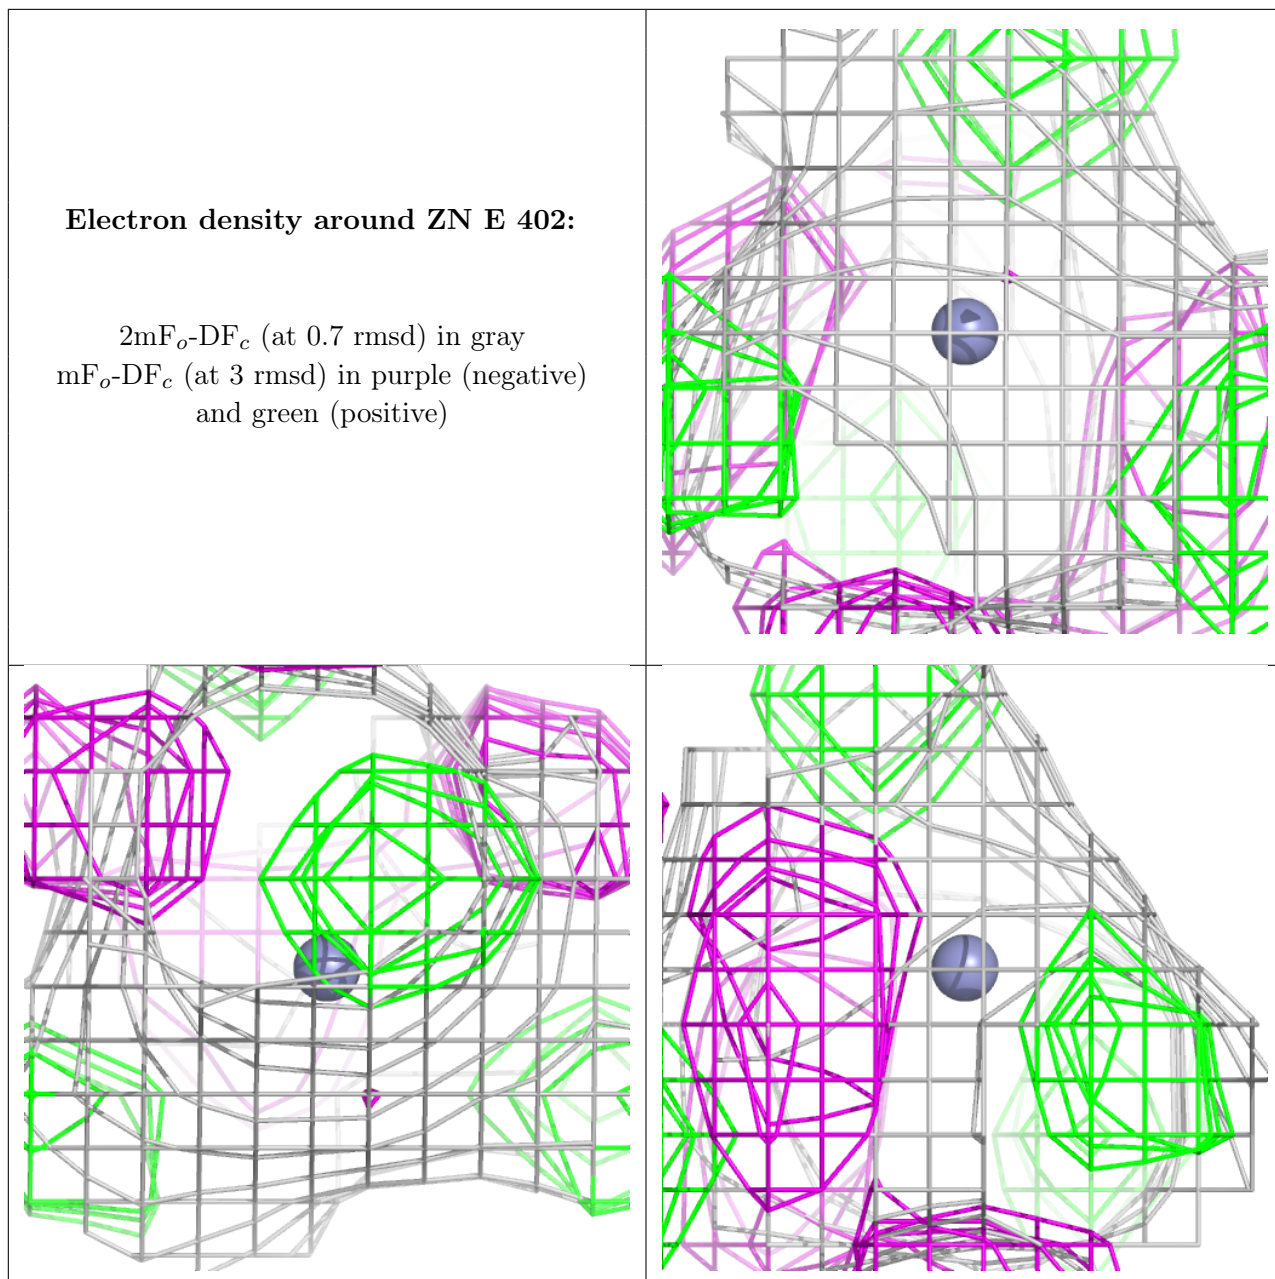 Electron density around ZN E 402:
2mFo-DFc (at 0.7 rmsd) in gray
mFo-DFc (at 3 rmsd) in purple (negative)
and green (positive)